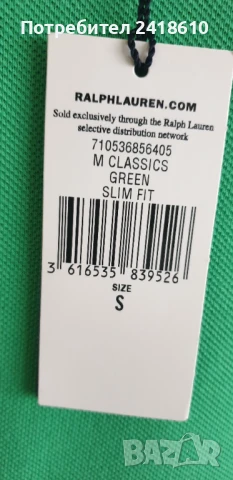 Потребител 2418610
RALPHLAUREN.COM
Sold exclusively through the Ralph Lauren
selective distribution network
710536856405
M CLASSICS
GREEN
SLIM FIT
3 616535 839526
SIZE
S
bazar